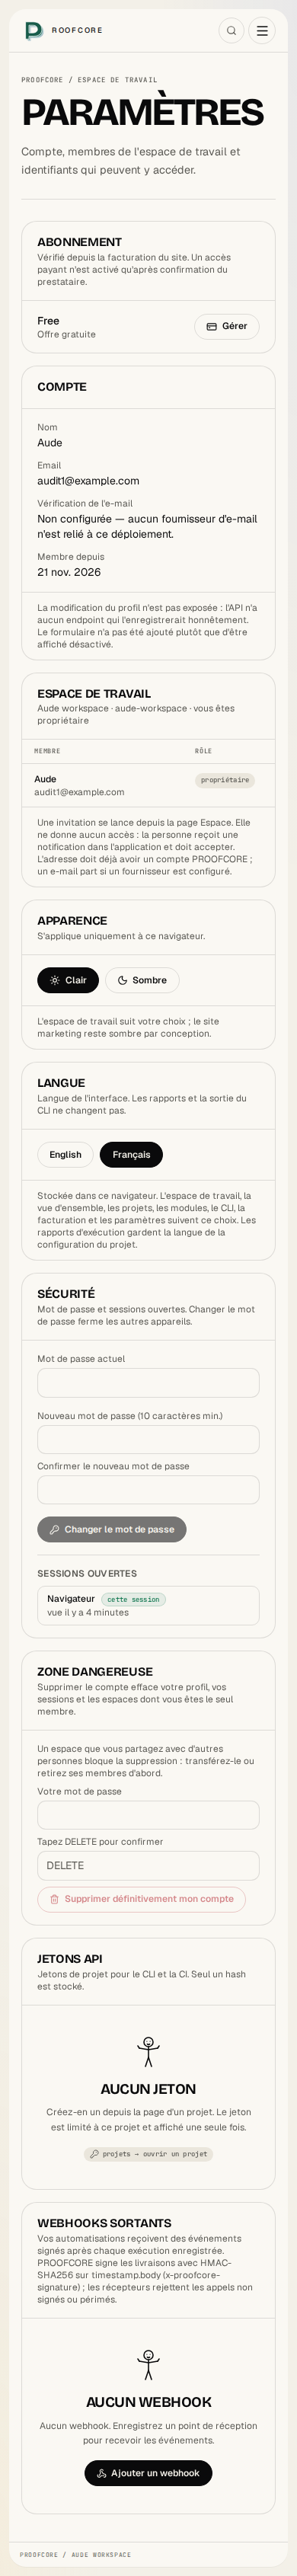 PROOFCORE
PROOFCORE / ESPACE DE TRAVAIL
PARAMÈTRES
Compte, membres de l'espace de travail et
identifiants qui peuvent y accéder.
ABONNEMENT
Vérifié depuis la facturation du site. Un accès
payant n'est activé qu'après confirmation du
prestataire.
Free
Offre gratuite
Gérer
COMPTE
Nom
Aude
Email
audit1@example.com
Vérification de l'e-mail
Non configurée — aucun fournisseur d'e-mail
n'est relié à ce déploiement.
Membre depuis
21 nov. 2026
La modification du profil n'est pas exposée : l'API n'a
aucun endpoint qui l'enregistrerait honnêtement.
Le formulaire n'a pas été ajouté plutôt que d'être
affiché désactivé.
ESPACE DE TRAVAIL
Aude workspace · aude-workspace · vous êtes
propriétaire
MEMBRE
RÔLE
Aude
propriétaire
audit1@example.com
Une invitation se lance depuis la page Espace. Elle
ne donne aucun accès : la personne reçoit une
notification dans l'application et doit accepter.
L'adresse doit déjà avoir un compte PROOFCORE ;
un e-mail part si un fournisseur est configuré.
APPARENCE
S'applique uniquement à ce navigateur.
Clair
Sombre
L'espace de travail suit votre choix ; le site
marketing reste sombre par conception.
LANGUE
Langue de l'interface. Les rapports et la sortie du
CLI ne changent pas.
English
Français
Stockée dans ce navigateur. L'espace de travail, la
vue d'ensemble, les projets, les modules, le CLI, la
facturation et les paramètres suivent ce choix. Les
rapports d'exécution gardent la langue de la
configuration du projet.
SÉCURITÉ
Mot de passe et sessions ouvertes. Changer le mot
de passe ferme les autres appareils.
Mot de passe actuel
Nouveau mot de passe (10 caractères min.)
Confirmer le nouveau mot de passe
Changer le mot de passe
SESSIONS OUVERTES
Navigateur
cette session
vue il y a 4 minutes
ZONE DANGEREUSE
Supprimer le compte efface votre profil, vos
sessions et les espaces dont vous êtes le seul
membre.
Un espace que vous partagez avec d'autres
personnes bloque la suppression : transférez-le ou
retirez ses membres d'abord.
Votre mot de passe
Tapez DELETE pour confirmer
DELETE
Supprimer définitivement mon compte
JETONS API
Jetons de projet pour le CLI et la CI. Seul un hash
est stocké.
AUCUN JETON
Créez-en un depuis la page d'un projet. Le jeton
est limité à ce projet et affiché une seule fois.
projets → ouvrir un projet
WEBHOOKS SORTANTS
Vos automatisations reçoivent des événements
signés après chaque exécution enregistrée.
PROOFCORE signe les livraisons avec HMAC-
SHA256 sur timestamp.body (x-proofcore-
signature) ; les récepteurs rejettent les appels non
signés ou périmés.
AUCUN WEBHOOK
Aucun webhook. Enregistrez un point de réception
pour recevoir les événements.
Ajouter un webhook
PROOFCORE / AUDE WORKSPACE